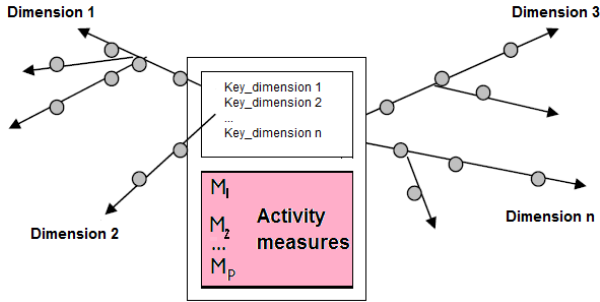 Dimension 1
Dimension 3
Key_dimension 1
Key_dimension 2
...
Key_dimension n
M1
Activity
M2
measures
...
Mp
Dimension n
Dimension 2